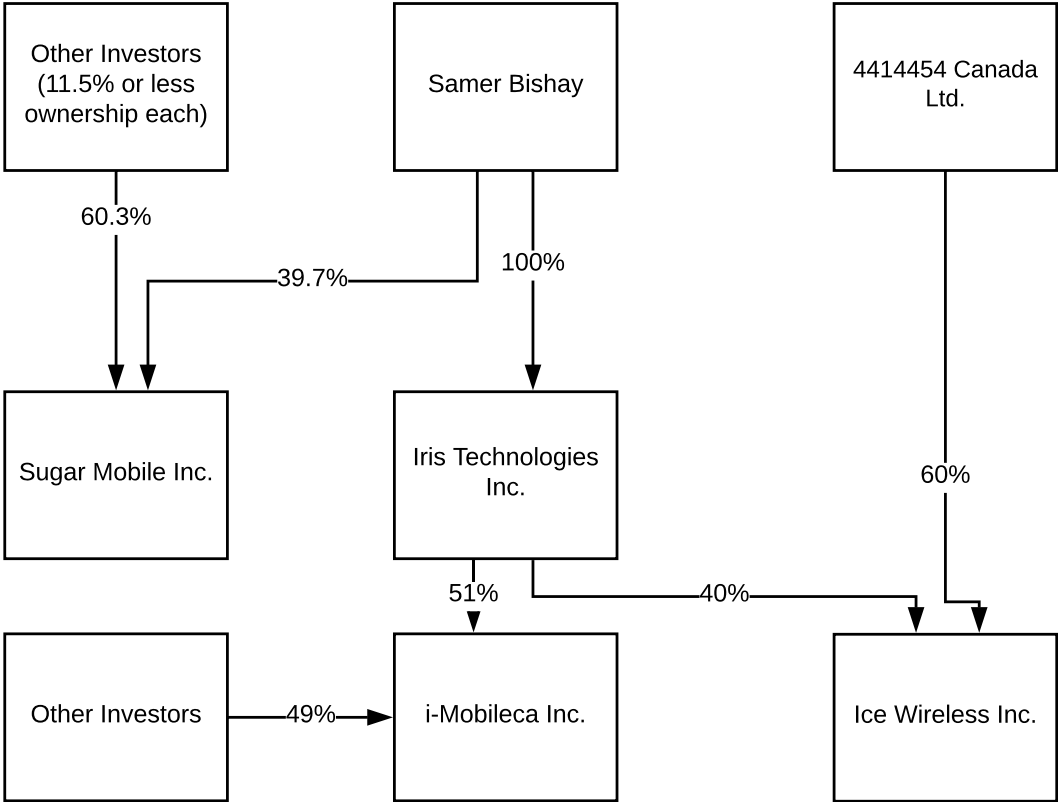 Other Investors
(11.5% or less
ownership each)
Samer Bishay
4414454 Canada
Ltd.
60.3%
39.7%
100%
Sugar Mobile Inc.
Iris Technologies
Inc.
60%
51%
40%
Other Investors
49%
i-Mobileca Inc.
Ice Wireless Inc.